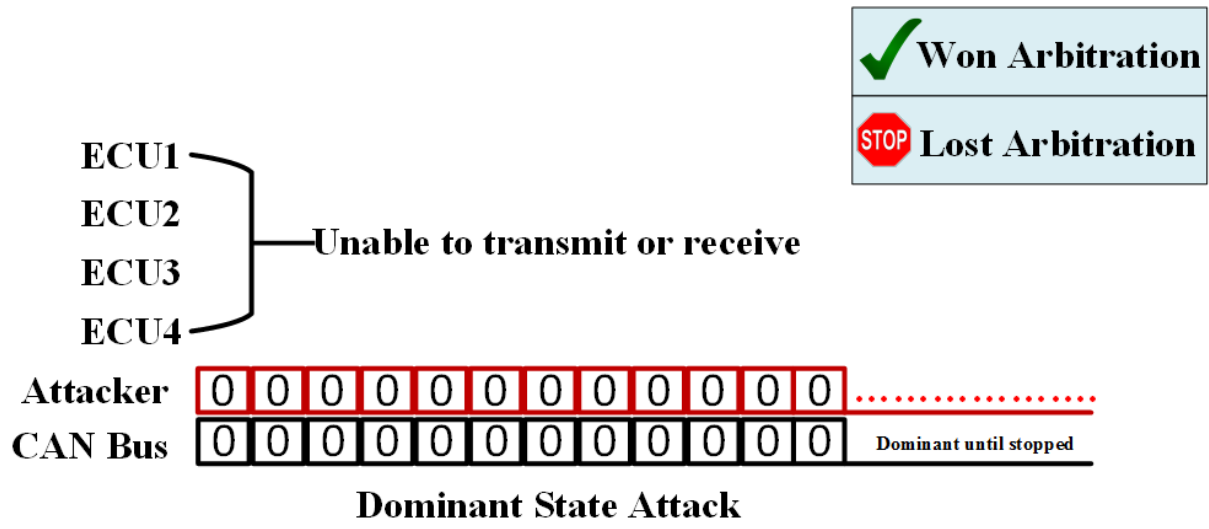 Won Arbitration
STOP Lost Arbitration
ECU1
ECU2
Unable to transmit or receive
ECU3
ECU4
Attacker 0 0 0 0 0 0 0 0 0 0 0 0 ....................
CAN Bus 0 0 0 0 0 0 0 0 0 0 0 0 Dominant until stopped
Dominant State Attack